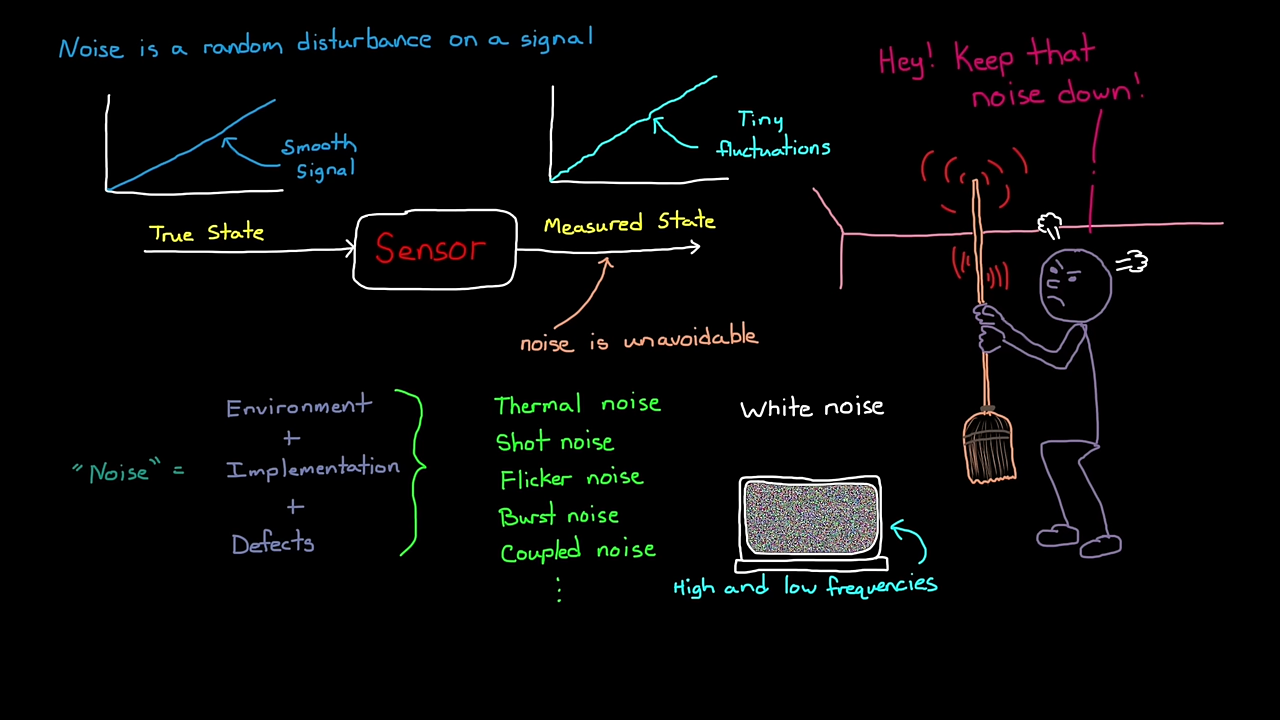 Noise is a random disturbance on a signal
Hey! Keep that
noise down!
Smooth
Signal
Tiny
fluctuations
True State
Sensor
Measured State
noise is unavoidable
"Noise" =
Environment
+
Implementation
+
Defects
Thermal noise
Shot noise
Flicker noise
Burst noise
Coupled noise
⋮
White noise
High and low frequencies